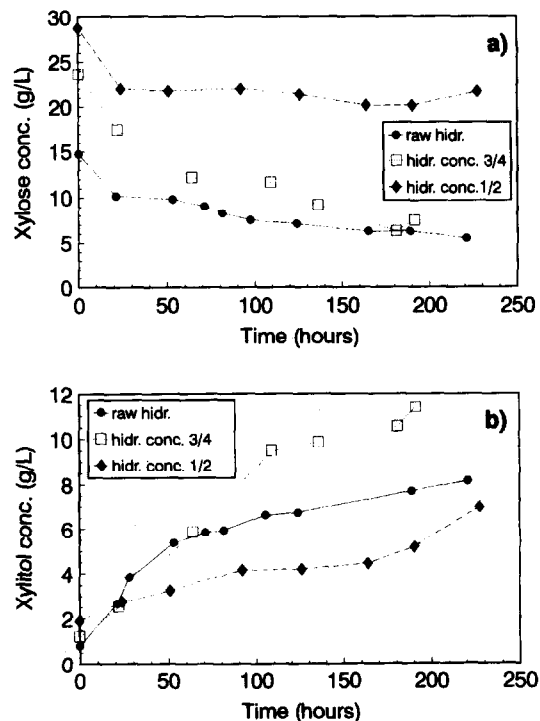 a)
30
25
20
15
10
5
0
Xylose conc. (g/L)
raw hidr.
hidr. conc. 3/4
hidr. conc.1/2
0 50 100 150 200 250
Time (hours)
b)
12
10
8
6
4
2
0
Xylitol conc. (g/L)
raw hidr.
hidr. conc. 3/4
hidr. conc. 1/2
0 50 100 150 200 250
Time (hours)